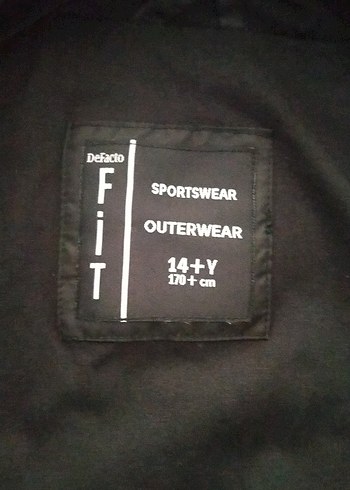 DeFacto
FiT
SPORTSWEAR
OUTERWEAR
14+Y
170+ cm